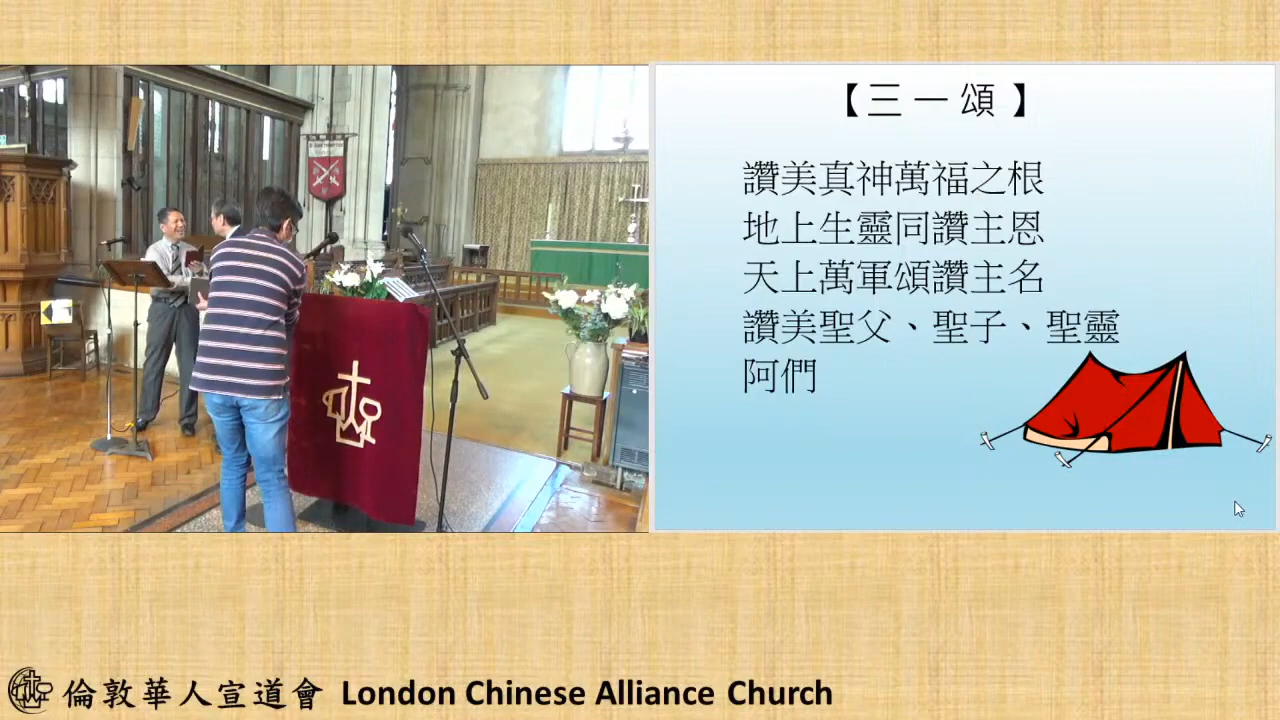 【三一頌】
讚美真神萬福之根
地上生靈同讚主恩
天上萬軍頌讚主名
讚美聖父、聖子、聖靈
阿們
倫敦華人宣道會 London Chinese Alliance Church